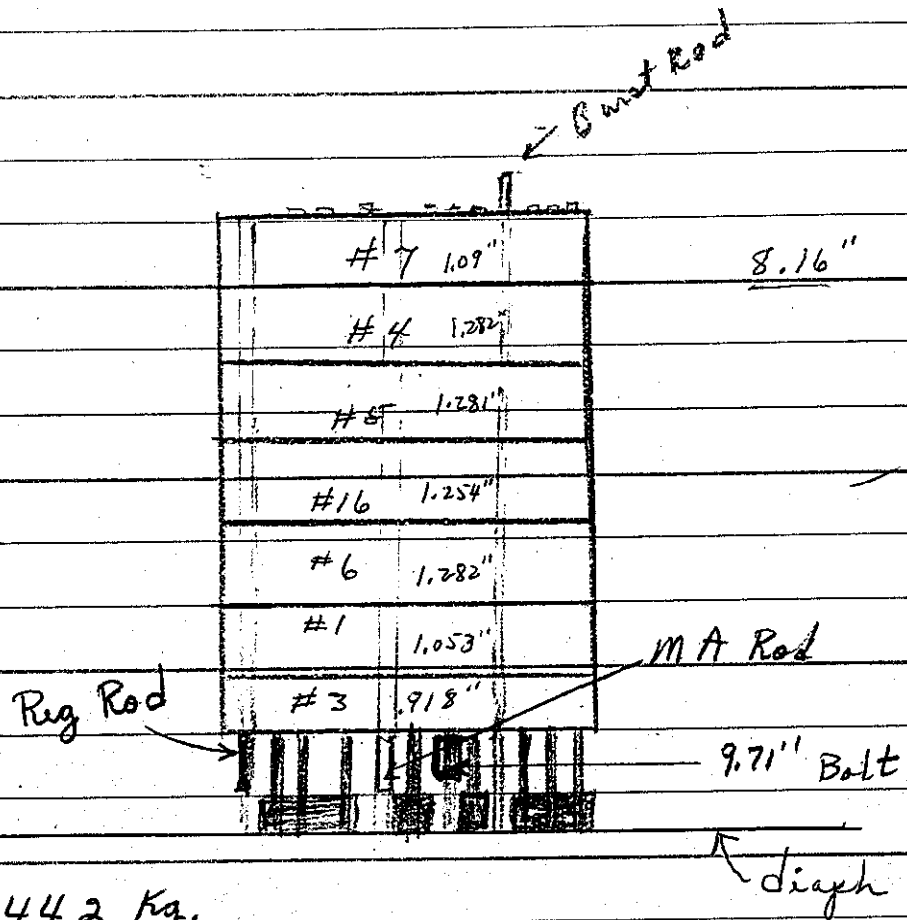 Burst Rod
# 7 1.09"
8.16"
# 4 1.282"
# 8 1.281"
#16 1.254"
#6 1.282"
#1 1.053"
MA Rod
Reg Rod
#3 .918"
9.71" Bolt
diaph
442 Kg.